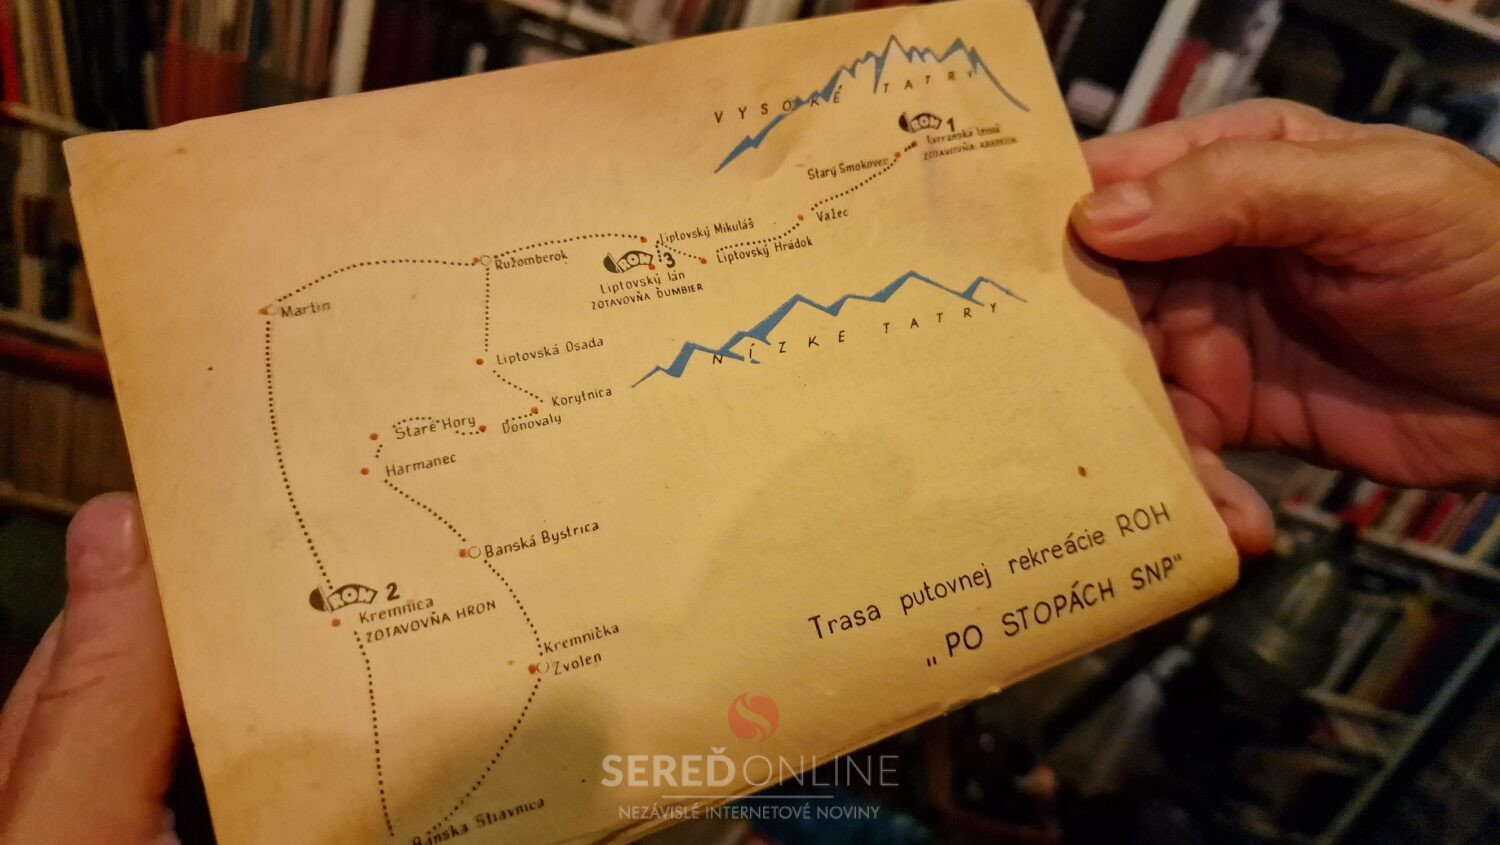 VYSOKÉ TATRY
ROH 1
Tatranská Lesná
ZOTAVOVŇA
Starý Smokovec
Važec
Liptovský Mikuláš
Liptovský Hrádok
ROH 3
Liptovský Ján
ZOTAVOVŇA ĎUMBIER
Ružomberok
Martin
NÍZKE TATRY
Liptovská Osada
Korytnica
Donovaly
Staré Hory
Harmanec
Banská Bystrica
ROH 2
Kremnica
ZOTAVOVŇA HRON
Kremnička
Zvolen
Banská Štiavnica
Trasa putovnej rekreácie ROH
„PO STOPÁCH SNP"
SEREĎONLINE
NEZÁVISLÉ INTERNETOVÉ NOVINY